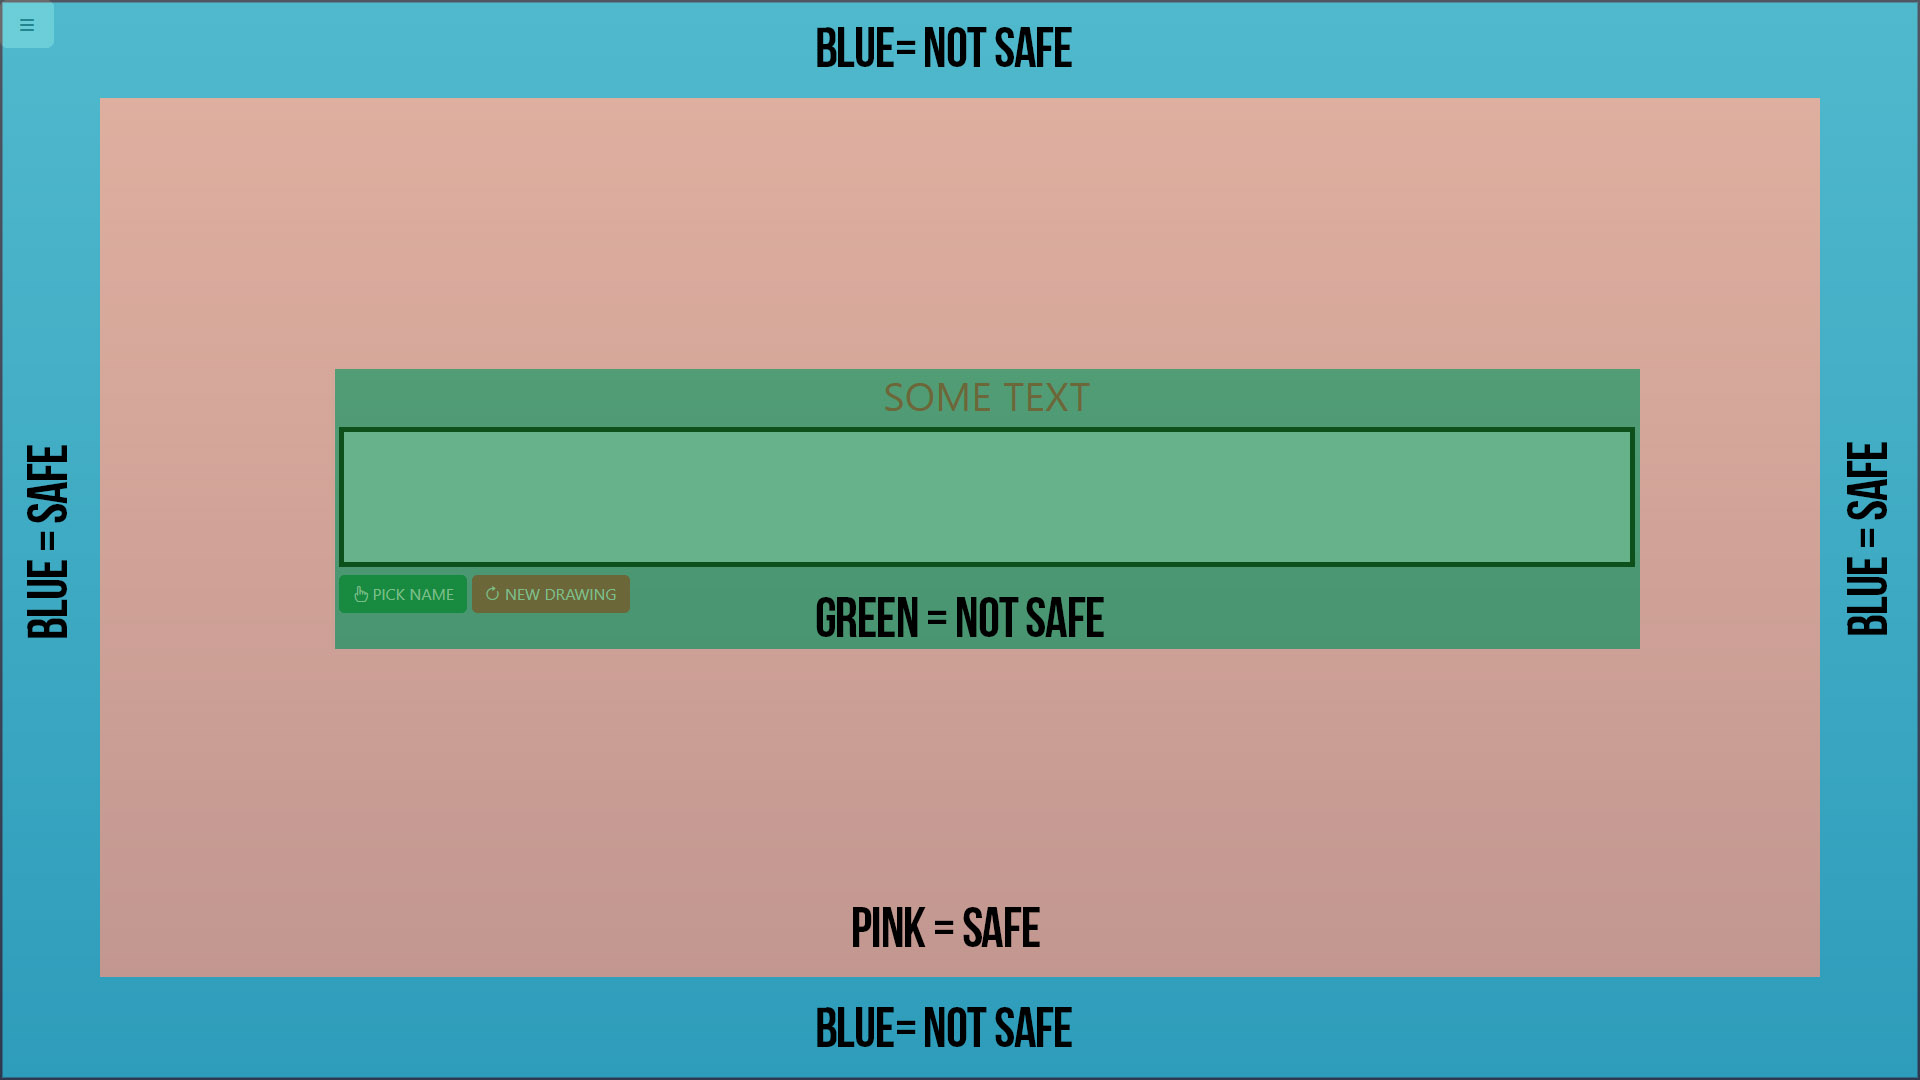 BLUE= NOT SAFE
SOME TEXT
BLUE = SAFE
BLUE = SAFE
PICK NAME
NEW DRAWING
GREEN = NOT SAFE
PINK = SAFE
BLUE= NOT SAFE